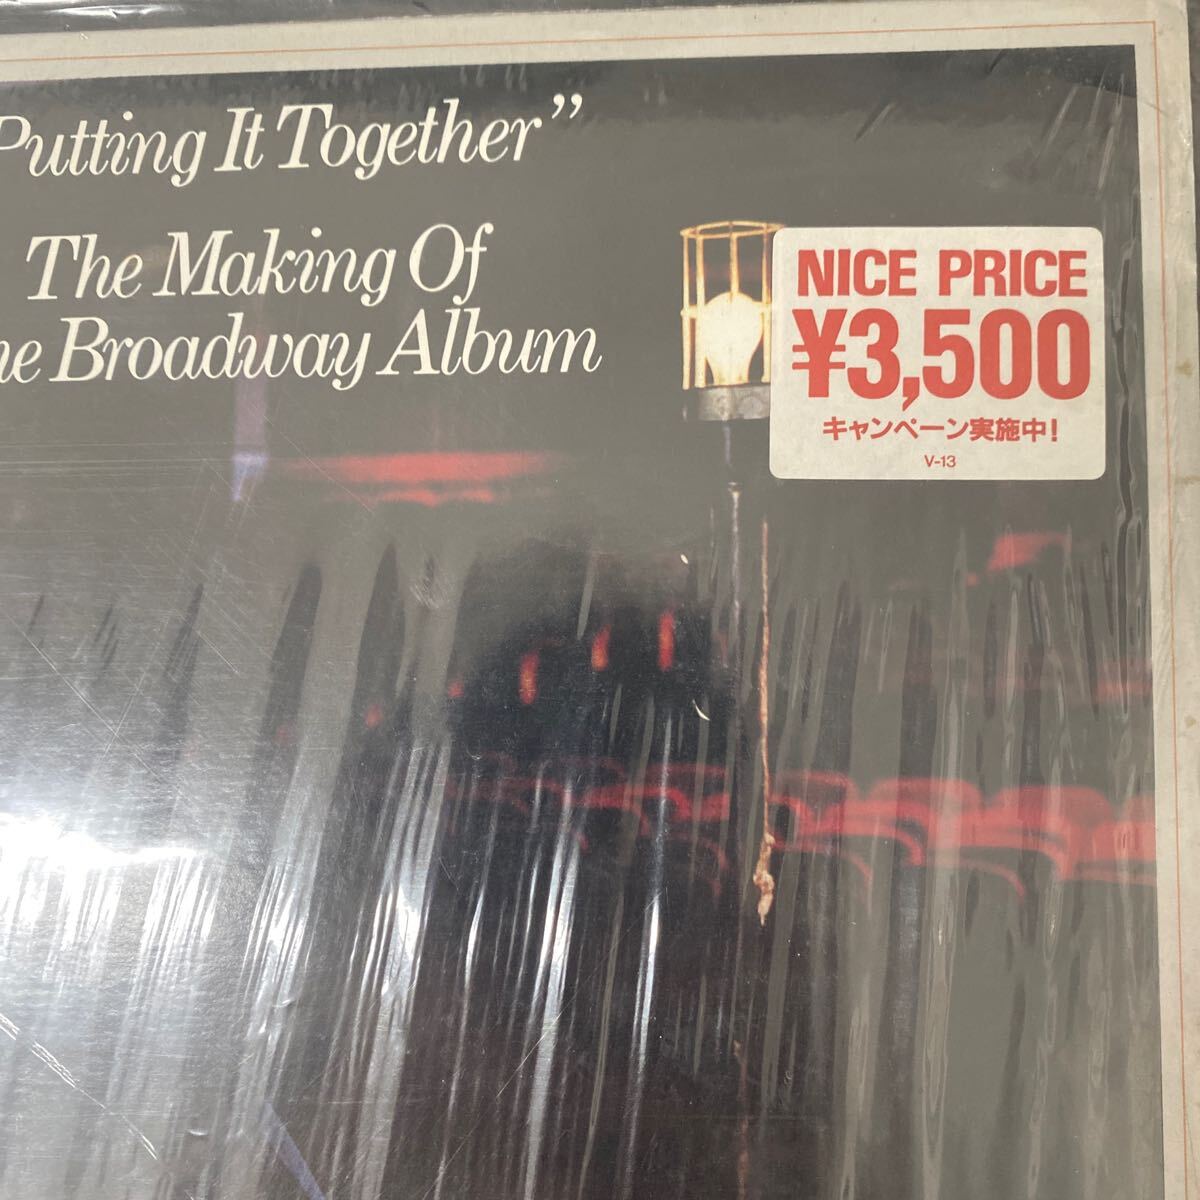 Putting It Together”
The Making Of
Broadway Album
NICE PRICE
¥3,500
キャンペーン実施中!
V-13